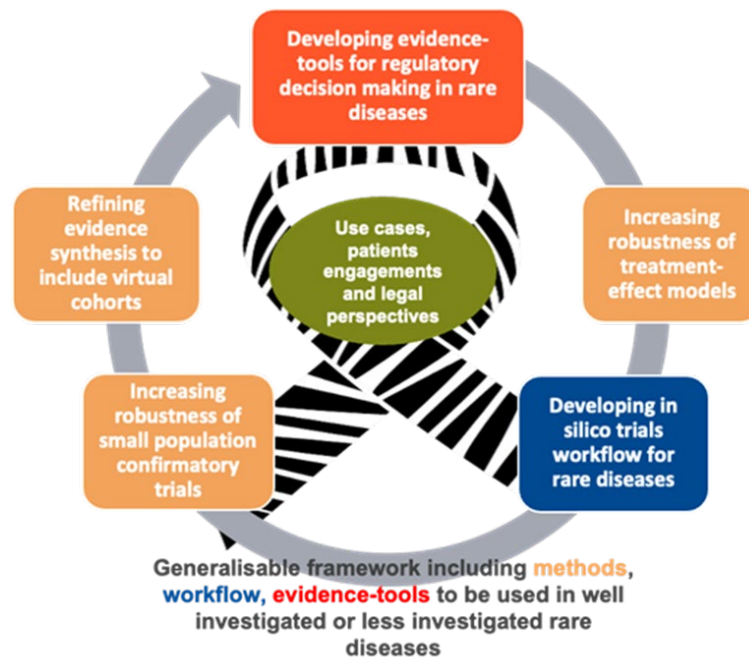 Developing evidence-
tools for regulatory
decision making in rare
diseases
Refining
evidence
synthesis to
include virtual
cohorts
Use cases,
patients
engagements
and legal
perspectives
Increasing
robustness of
treatment-
effect models
Increasing
robustness of
small population
confirmatory
trials
Developing in
silico trials
workflow for
rare diseases
Generalisable framework including methods,
workflow, evidence-tools to be used in well
investigated or less investigated rare
diseases